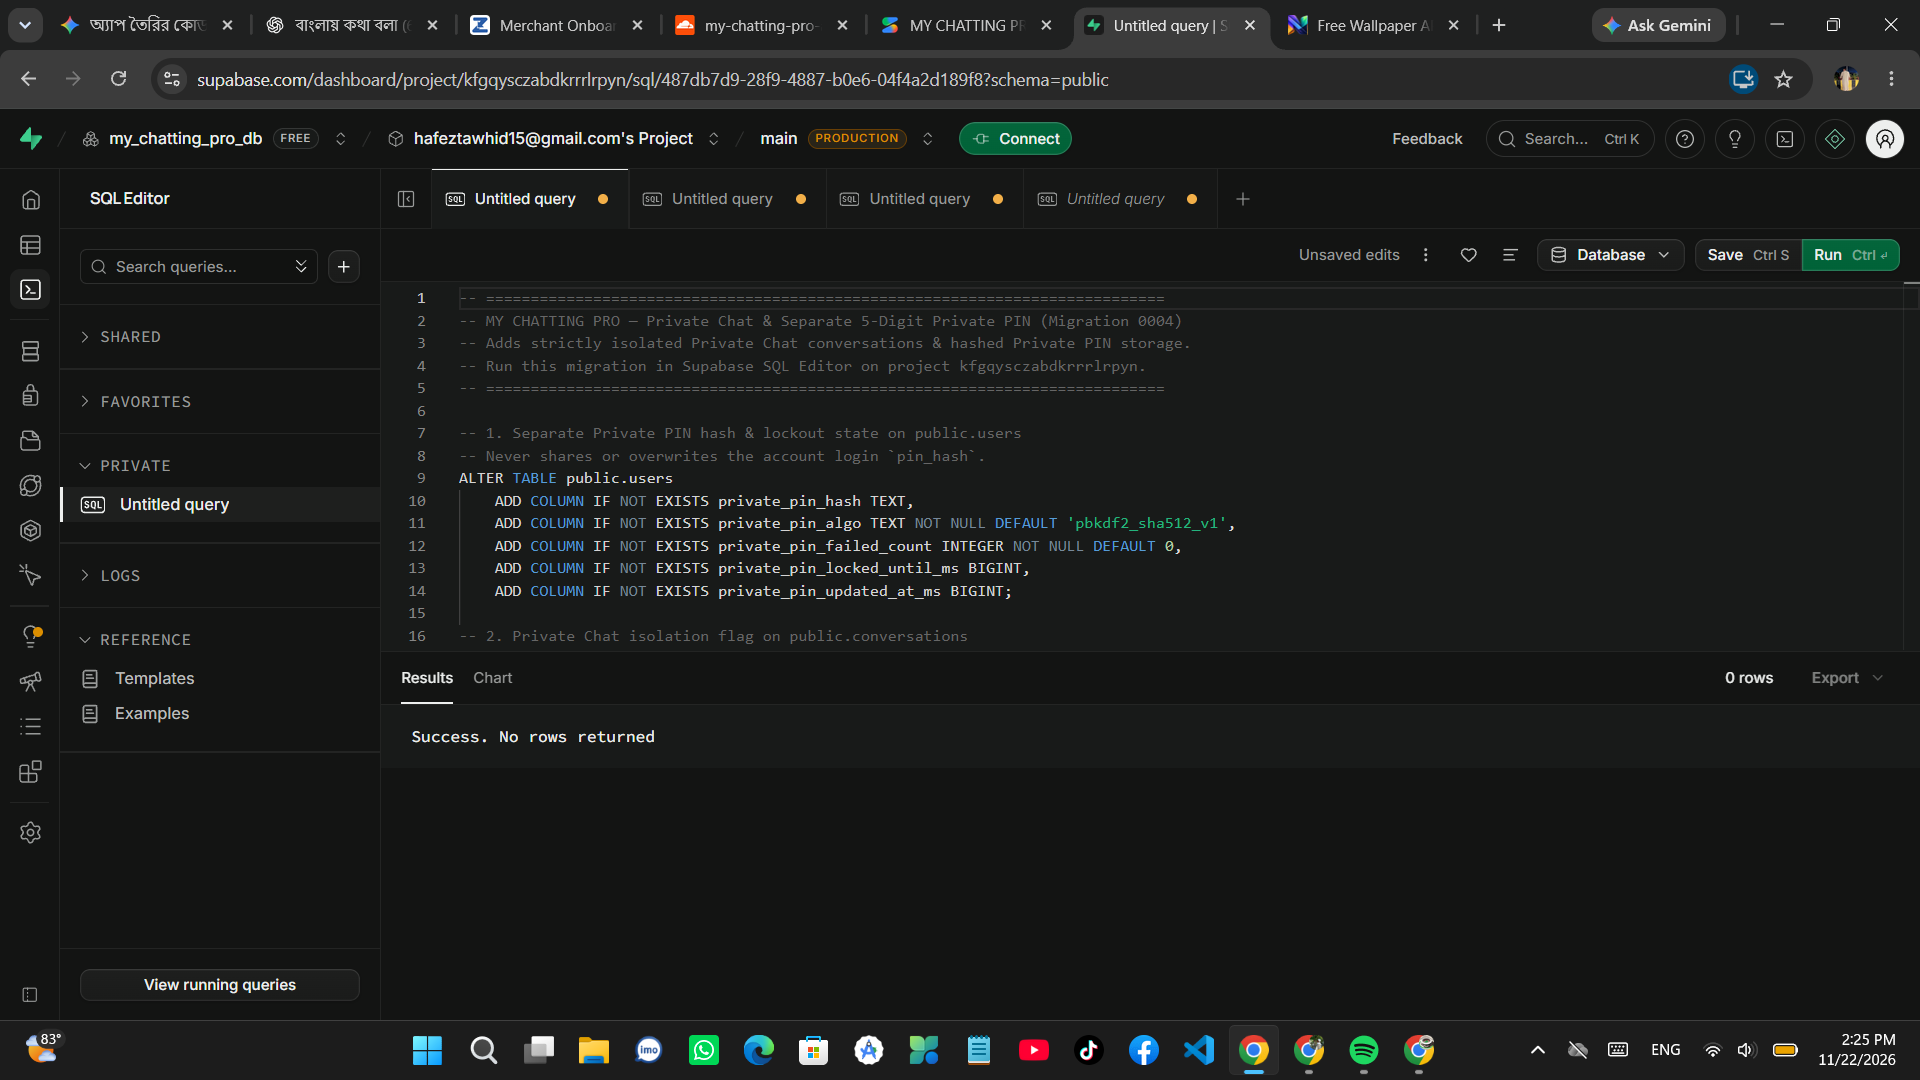 অ্যাপ তৈরির কো
বাংলায় কথা বলা (
Merchant Onboa
my-chatting-pro-
MY CHATTING PR
Untitled query | S
Free Wallpaper A
Ask Gemini
supabase.com/dashboard/project/kfgqysczabdkrrrlrpyn/sql/487db7d9-28f9-4887-b0e6-04f4a2d189f8?schema=public
my_chatting_pro_db FREE
hafeztawhid15@gmail.com's Project
main PRODUCTION
Connect
Feedback
Search... Ctrl K
SQL Editor
SQL Untitled query
SQL Untitled query
SQL Untitled query
SQL Untitled query
Search queries...
Unsaved edits
Database
Save Ctrl S
Run Ctrl ↵
SHARED
FAVORITES
PRIVATE
SQL Untitled query
LOGS
REFERENCE
Templates
Examples
View running queries
1 -- ============================================================================
2 -- MY CHATTING PRO — Private Chat & Separate 5-Digit Private PIN (Migration 0004)
3 -- Adds strictly isolated Private Chat conversations & hashed Private PIN storage.
4 -- Run this migration in Supabase SQL Editor on project kfgqysczabdkrrrlrpyn.
5 -- ============================================================================
6
7 -- 1. Separate Private PIN hash & lockout state on public.users
8 -- Never shares or overwrites the account login `pin_hash`.
9 ALTER TABLE public.users
10 ADD COLUMN IF NOT EXISTS private_pin_hash TEXT,
11 ADD COLUMN IF NOT EXISTS private_pin_algo TEXT NOT NULL DEFAULT 'pbkdf2_sha512_v1',
12 ADD COLUMN IF NOT EXISTS private_pin_failed_count INTEGER NOT NULL DEFAULT 0,
13 ADD COLUMN IF NOT EXISTS private_pin_locked_until_ms BIGINT,
14 ADD COLUMN IF NOT EXISTS private_pin_updated_at_ms BIGINT;
15
16 -- 2. Private Chat isolation flag on public.conversations
Results
Chart
0 rows
Export
Success. No rows returned
83°
imo
ENG
2:25 PM
11/22/2026